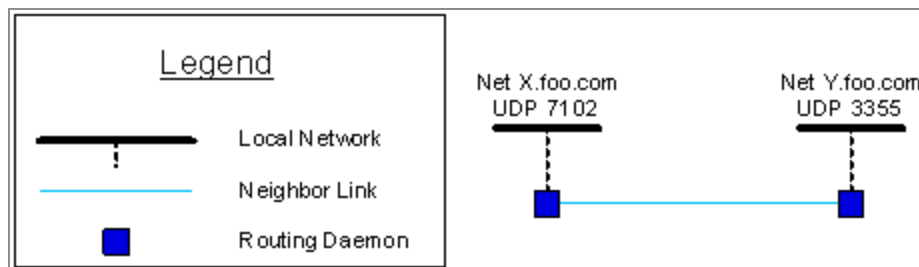 Legend
Local Network
Neighbor Link
Routing Daemon
Net X.foo.com
UDP 7102
Net Y.foo.com
UDP 3355